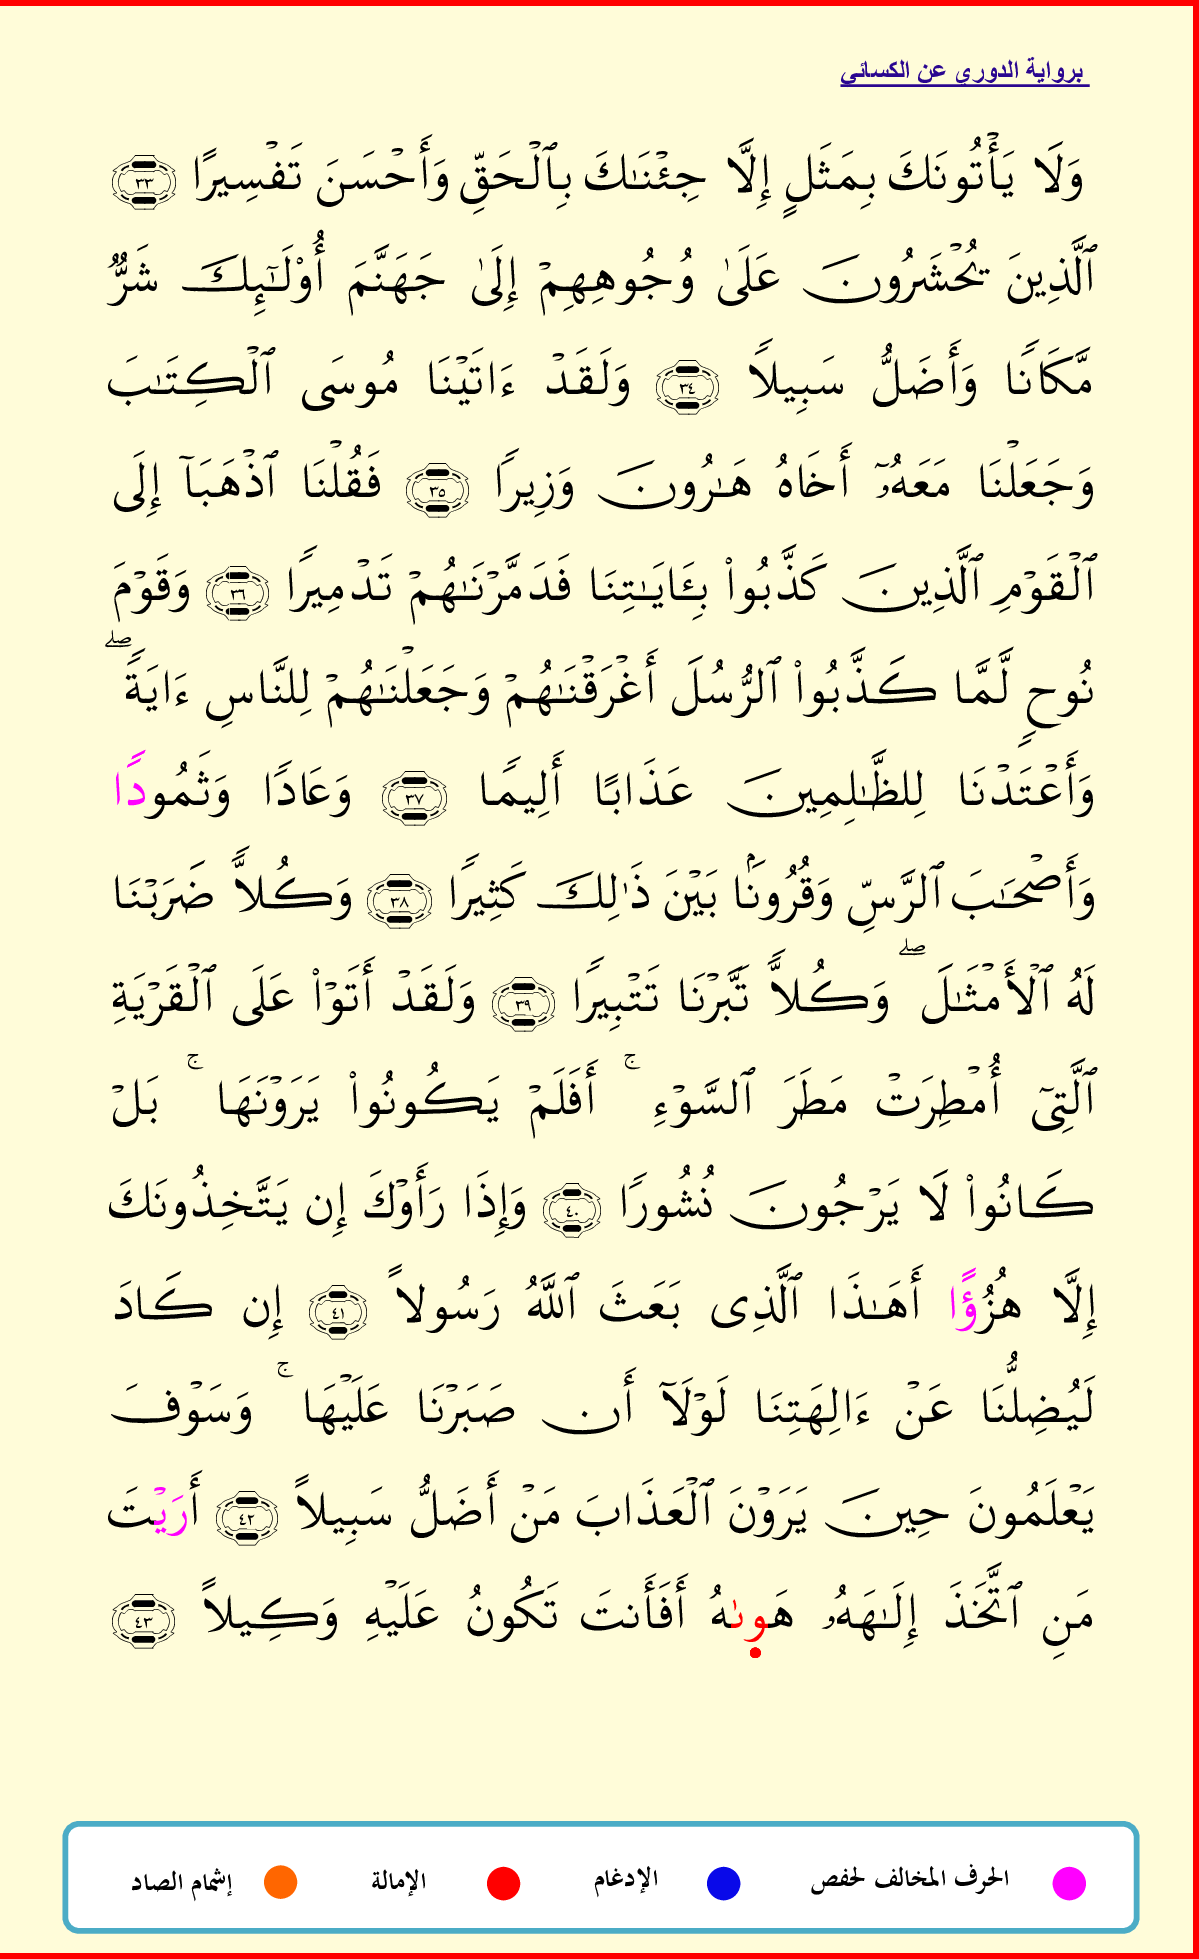 برواية الدوري عن الكسائي
وَلَا يَأْتُونَكَ بِمَثَلٍ إِلَّا جِئْنَٰكَ بِٱلْحَقِّ وَأَحْسَنَ تَفْسِيرًا ٣٣
ٱلَّذِينَ يُحْشَرُونَ عَلَىٰ وُجُوهِهِمْ إِلَىٰ جَهَنَّمَ أُوْلَٰٓئِكَ شَرٌّ
مَّكَانًا وَأَضَلُّ سَبِيلًا ٣٤ وَلَقَدْ ءَاتَيْنَا مُوسَى ٱلْكِتَٰبَ
وَجَعَلْنَا مَعَهُۥٓ أَخَاهُ هَٰرُونَ وَزِيرًا ٣٥ فَقُلْنَا ٱذْهَبَآ إِلَى
ٱلْقَوْمِ ٱلَّذِينَ كَذَّبُواْ بِـَٔايَٰتِنَا فَدَمَّرْنَٰهُمْ تَدْمِيرًا ٣٦ وَقَوْمَ
نُوحٍ لَّمَّا كَذَّبُواْ ٱلرُّسُلَ أَغْرَقْنَٰهُمْ وَجَعَلْنَٰهُمْ لِلنَّاسِ ءَايَةً ۖ
وَأَعْتَدْنَا لِلظَّٰلِمِينَ عَذَابًا أَلِيمًا ٣٧ وَعَادًا وَثَمُودًا
وَأَصْحَٰبَ ٱلرَّسِّ وَقُرُونَۢا بَيْنَ ذَٰلِكَ كَثِيرًا ٣٨ وَكُلًّا ضَرَبْنَا
لَهُ ٱلْأَمْثَٰلَ ۖ وَكُلًّا تَبَّرْنَا تَتْبِيرًا ٣٩ وَلَقَدْ أَتَوْاْ عَلَى ٱلْقَرْيَةِ
ٱلَّتِىٓ أُمْطِرَتْ مَطَرَ ٱلسَّوْءِ ۚ أَفَلَمْ يَكُونُواْ يَرَوْنَهَا ۚ بَلْ
كَانُواْ لَا يَرْجُونَ نُشُورًا ٤٠ وَإِذَا رَأَوْكَ إِن يَتَّخِذُونَكَ
إِلَّا هُزُؤًا أَهَٰذَا ٱلَّذِى بَعَثَ ٱللَّهُ رَسُولًا ٤١ إِن كَادَ
لَيُضِلُّنَا عَنْ ءَالِهَتِنَا لَوْلَآ أَن صَبَرْنَا عَلَيْهَا ۚ وَسَوْفَ
يَعْلَمُونَ حِينَ يَرَوْنَ ٱلْعَذَابَ مَنْ أَضَلُّ سَبِيلًا ٤٢ أَرَيْتَ
مَنِ ٱتَّخَذَ إِلَٰهَهُۥ هَوىٰهُ أَفَأَنتَ تَكُونُ عَلَيْهِ وَكِيلًا ٤٣
الحرف المخالف لحفص الإدغام الإمالة إشمام الصاد